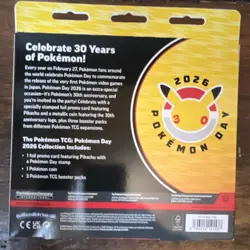 Celebrate 30 Years
of Pokémon!
Every year on February 27, Pokémon fans around
the world celebrate Pokémon Day to commemorate
the release of the very first Pokémon video games
in Japan. Pokémon Day 2026 is an extra-special
occasion—it's Pokémon's 30th anniversary, and
you're invited to the party! Celebrate with a
specially stamped foil promo card featuring
Pikachu and a metallic coin featuring the 30th
anniversary logo, plus three booster packs
from different Pokémon TCG expansions.
The Pokémon TCG: Pokémon Day
2026 Collection includes:
• 1 foil promo card featuring Pikachu with
a Pokémon Day stamp
• 1 Pokémon coin
• 3 Pokémon TCG booster packs
2026
30
POKÉMON DAY